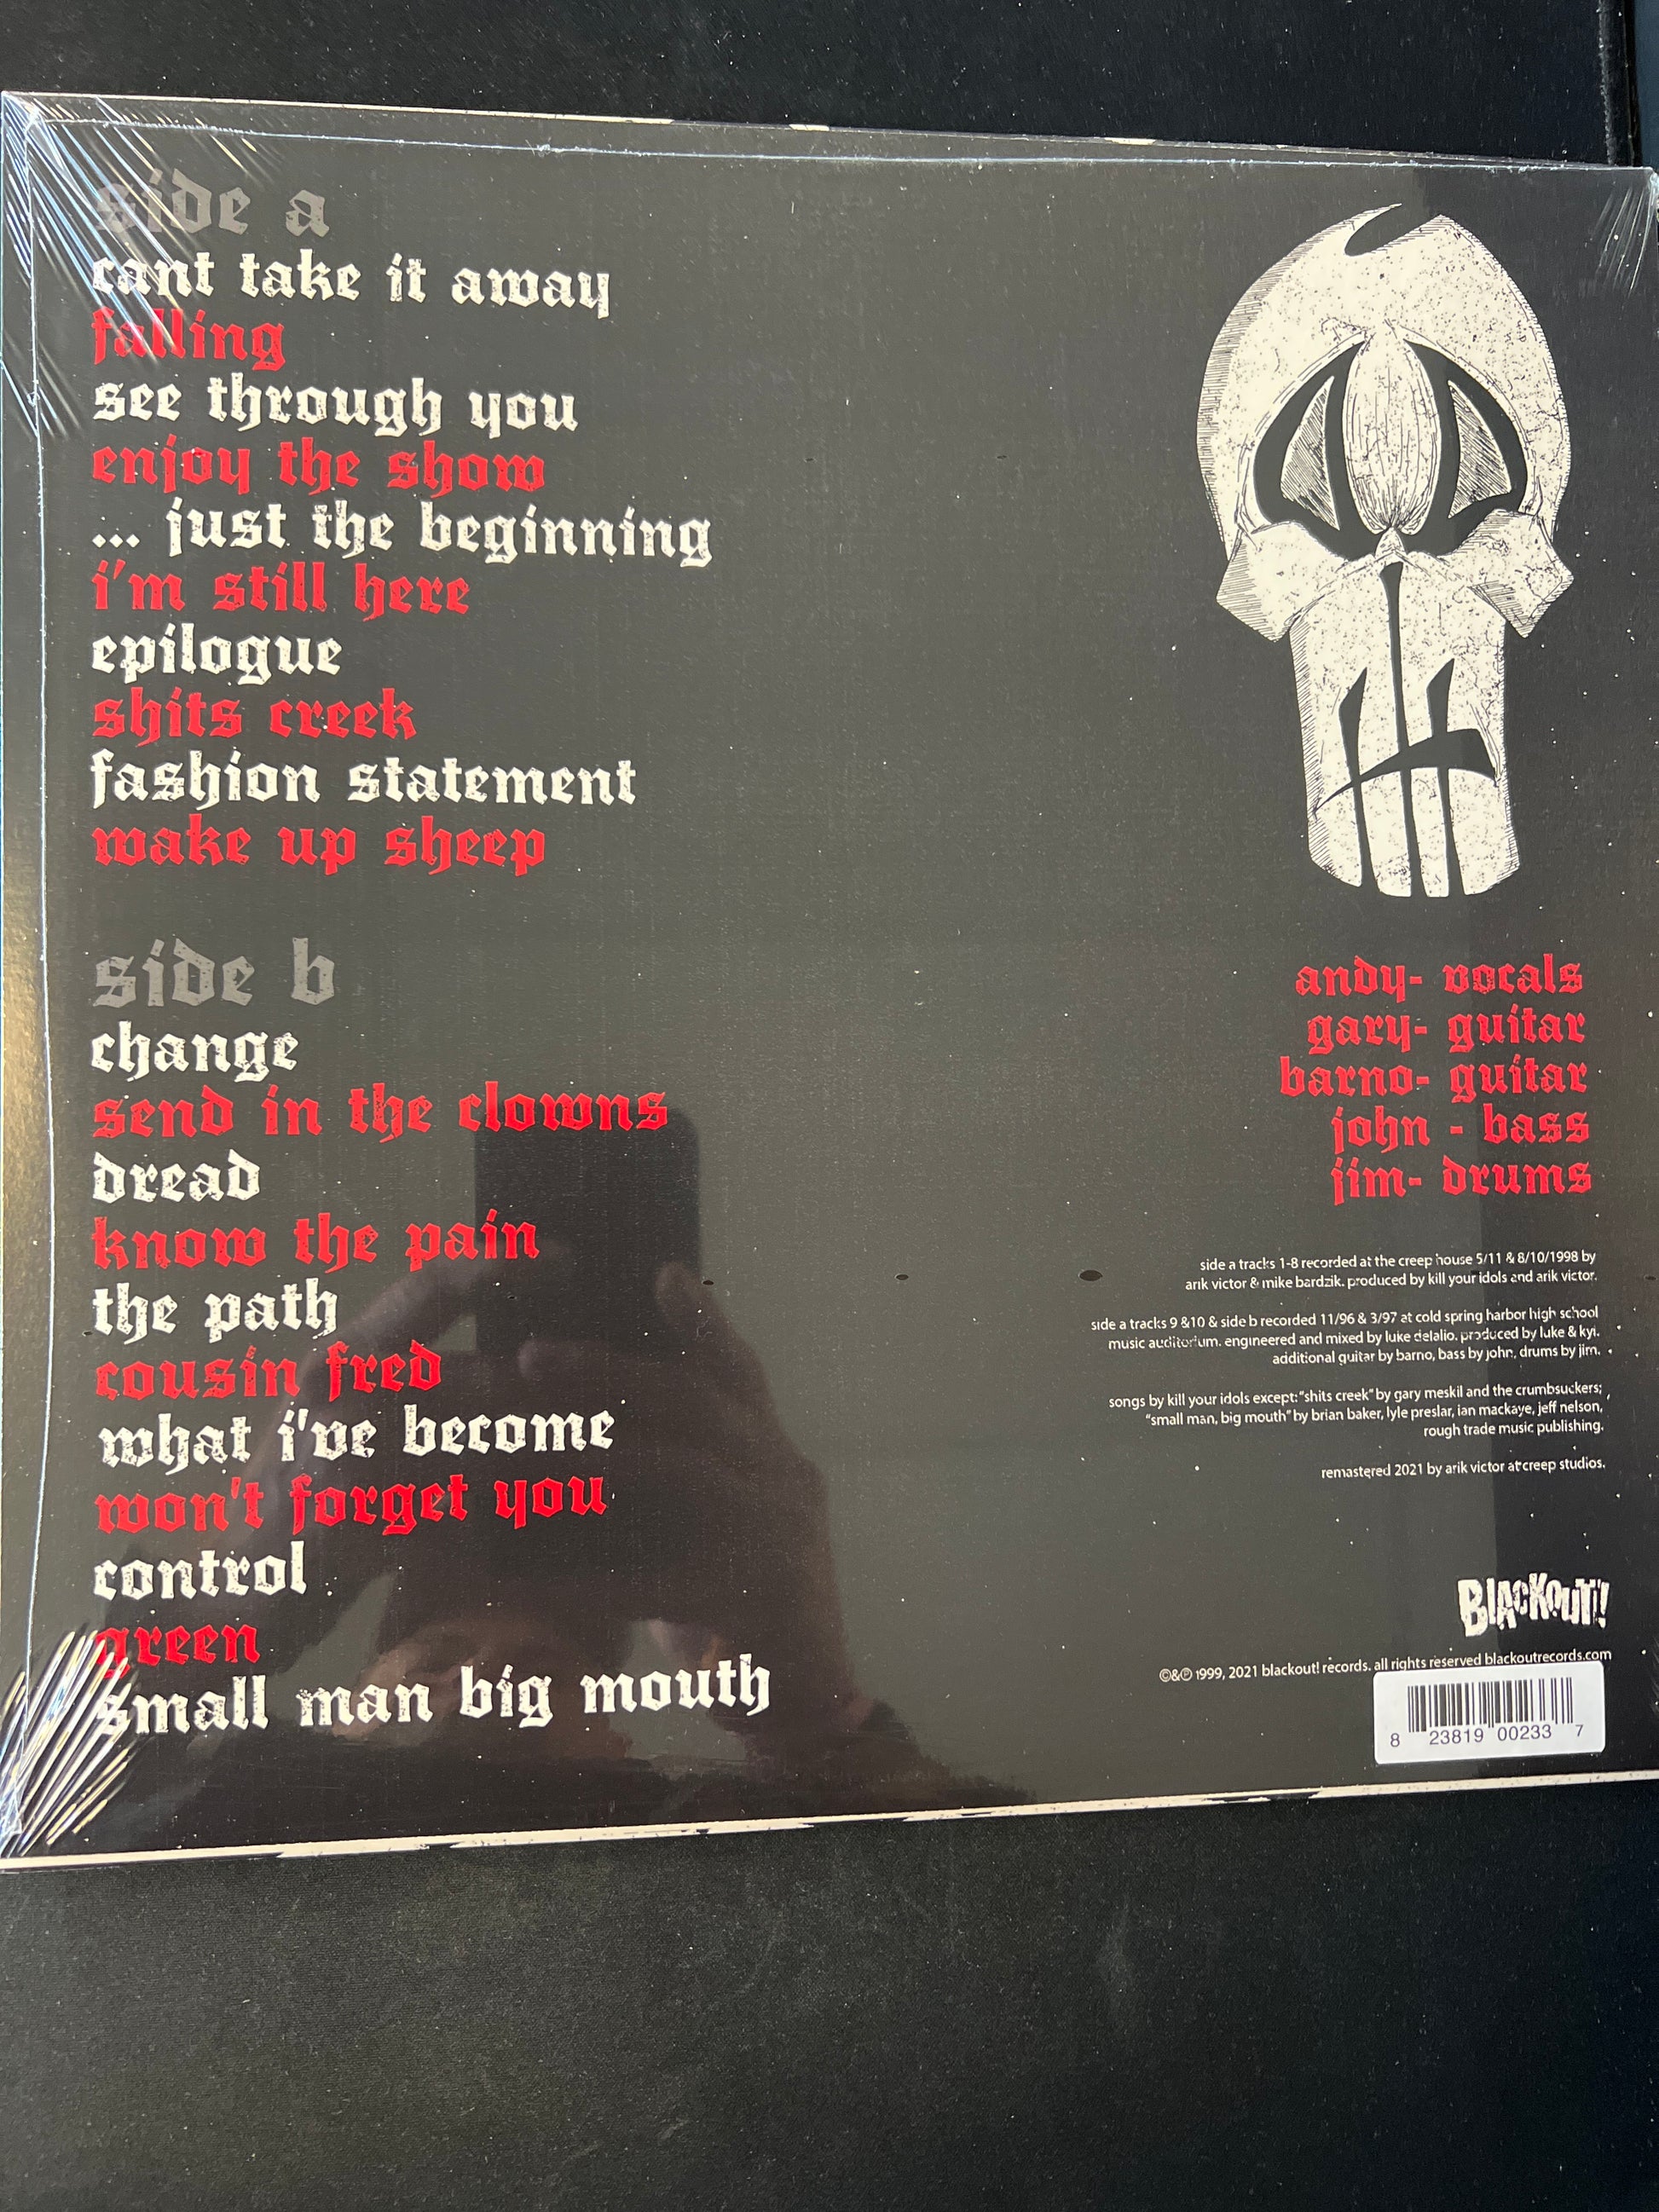 side a
cant take it away
falling
see through you
enjoy the show
... just the beginning
i'm still here
epilogue
shits creek
fashion statement
wake up sheep
side b
change
send in the clowns
dread
know the pain
the path
cousin fred
what i've become
won't forget you
control
green
small man big mouth
andy- vocals
gary- guitar
barno- guitar
john - bass
jim- drums
side a tracks 1-8 recorded at the creep house 5/11 & 8/10/1998 by
arik victor & mike bardzik. produced by kill your idols and arik victor.
side a tracks 9 &10 & side b recorded 11/96 & 3/97 at cold spring harbor high school
music auditorium. engineered and mixed by luke delalio. produced by luke & kyi.
additional guitar by barno, bass by john, drums by jim.
songs by kill your idols except: "shits creek" by gary meskil and the crumbsuckers;
"small man, big mouth" by brian baker, lyle preslar, ian mackaye, jeff nelson,
rough trade music publishing.
remastered 2021 by arik victor at creep studios.
BlAcKouT!
©&℗ 1999, 2021 blackout! records. all rights reserved blackoutrecords.com
8 23819 00233 7